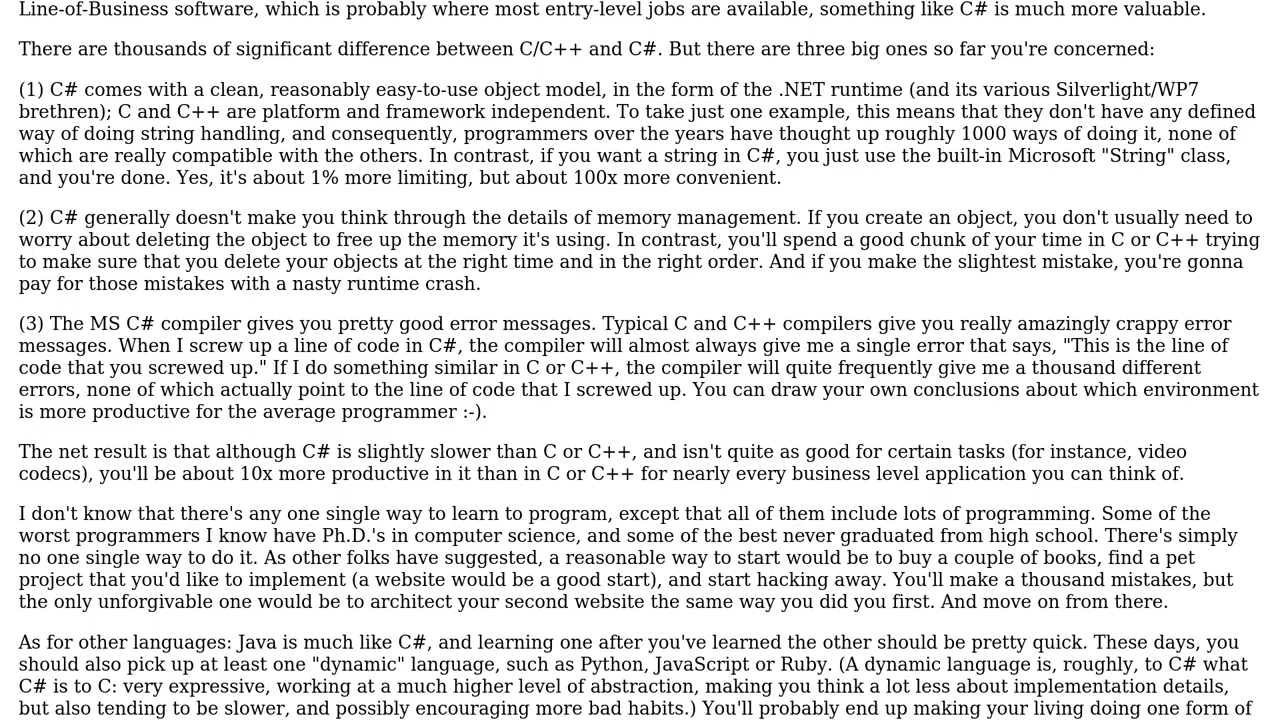 Line-of-Business software, which is probably where most entry-level jobs are available, something like C# is much more valuable.
There are thousands of significant difference between C/C++ and C#. But there are three big ones so far you're concerned:
(1) C# comes with a clean, reasonably easy-to-use object model, in the form of the .NET runtime (and its various Silverlight/WP7
brethren); C and C++ are platform and framework independent. To take just one example, this means that they don't have any defined
way of doing string handling, and consequently, programmers over the years have thought up roughly 1000 ways of doing it, none of
which are really compatible with the others. In contrast, if you want a string in C#, you just use the built-in Microsoft "String" class,
and you're done. Yes, it's about 1% more limiting, but about 100x more convenient.
(2) C# generally doesn't make you think through the details of memory management. If you create an object, you don't usually need to
worry about deleting the object to free up the memory it's using. In contrast, you'll spend a good chunk of your time in C or C++ trying
to make sure that you delete your objects at the right time and in the right order. And if you make the slightest mistake, you're gonna
pay for those mistakes with a nasty runtime crash.
(3) The MS C# compiler gives you pretty good error messages. Typical C and C++ compilers give you really amazingly crappy error
messages. When I screw up a line of code in C#, the compiler will almost always give me a single error that says, "This is the line of
code that you screwed up." If I do something similar in C or C++, the compiler will quite frequently give me a thousand different
errors, none of which actually point to the line of code that I screwed up. You can draw your own conclusions about which environment
is more productive for the average programmer :-).
The net result is that although C# is slightly slower than C or C++, and isn't quite as good for certain tasks (for instance, video
codecs), you'll be about 10x more productive in it than in C or C++ for nearly every business level application you can think of.
I don't know that there's any one single way to learn to program, except that all of them include lots of programming. Some of the
worst programmers I know have Ph.D.'s in computer science, and some of the best never graduated from high school. There's simply
no one single way to do it. As other folks have suggested, a reasonable way to start would be to buy a couple of books, find a pet
project that you'd like to implement (a website would be a good start), and start hacking away. You'll make a thousand mistakes, but
the only unforgivable one would be to architect your second website the same way you did you first. And move on from there.
As for other languages: Java is much like C#, and learning one after you've learned the other should be pretty quick. These days, you
should also pick up at least one "dynamic" language, such as Python, JavaScript or Ruby. (A dynamic language is, roughly, to C# what
C# is to C: very expressive, working at a much higher level of abstraction, making you think a lot less about implementation details,
but also tending to be slower, and possibly encouraging more bad habits.) You'll probably end up making your living doing one form of